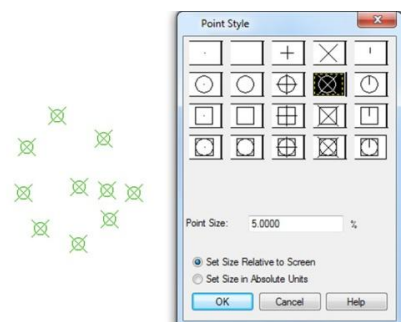 Point Style
Point Size: 5.0000 %
Set Size Relative to Screen
Set Size in Absolute Units
OK Cancel Help